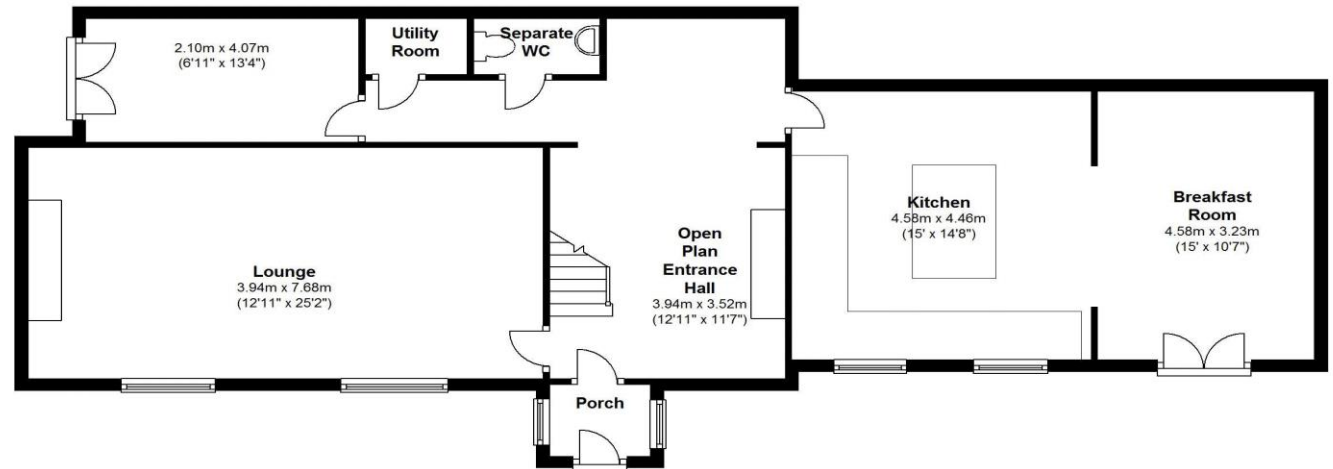 2.10m x 4.07m
(6'11" x 13'4")
Utility
Room
Separate
WC
Lounge
3.94m x 7.68m
(12'11" x 25'2")
Open
Plan
Entrance
Hall
3.94m x 3.52m
(12'11" x 11'7")
Kitchen
4.58m x 4.46m
(15' x 14'8")
Breakfast
Room
4.58m x 3.23m
(15' x 10'7")
Porch